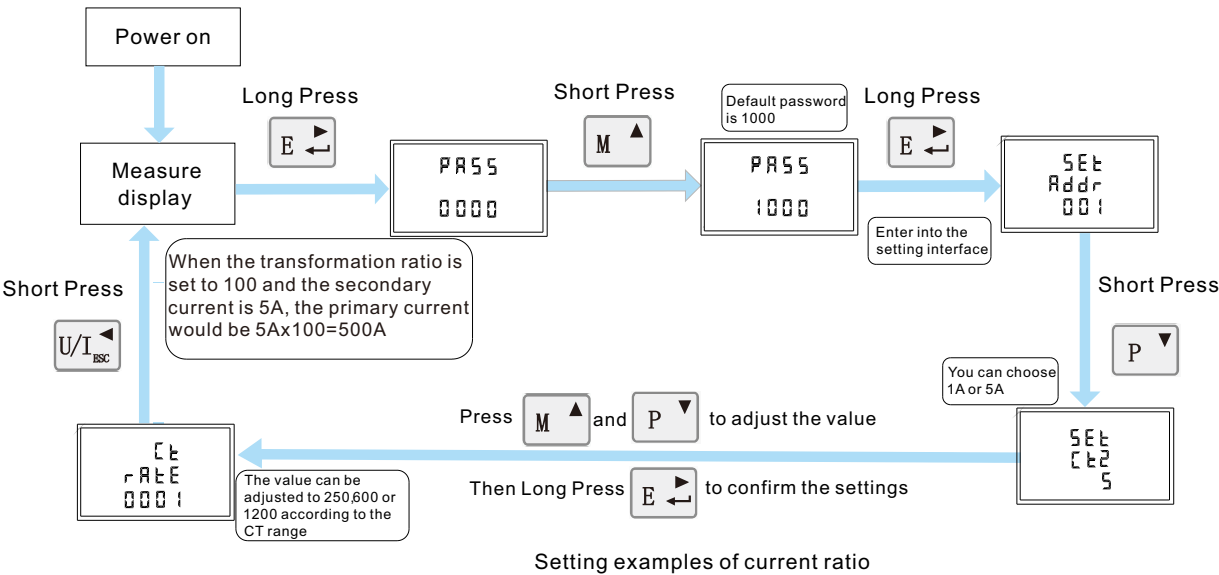 Power on
Long Press
E
Short Press
M
Default password
is 1000
Long Press
E
Measure
display
PASS
0000
PASS
1000
SEt
Addr
001
Enter into the
setting interface
When the transformation ratio is
set to 100 and the secondary
current is 5A, the primary current
would be 5Ax100=500A
Short Press
U/I ESC
Short Press
P
You can choose
1A or 5A
Press M and P to adjust the value
Then Long Press E to confirm the settings
SEt
Ct2
5
Ct
rAtE
0001
The value can be
adjusted to 250,600 or
1200 according to the
CT range
Setting examples of current ratio